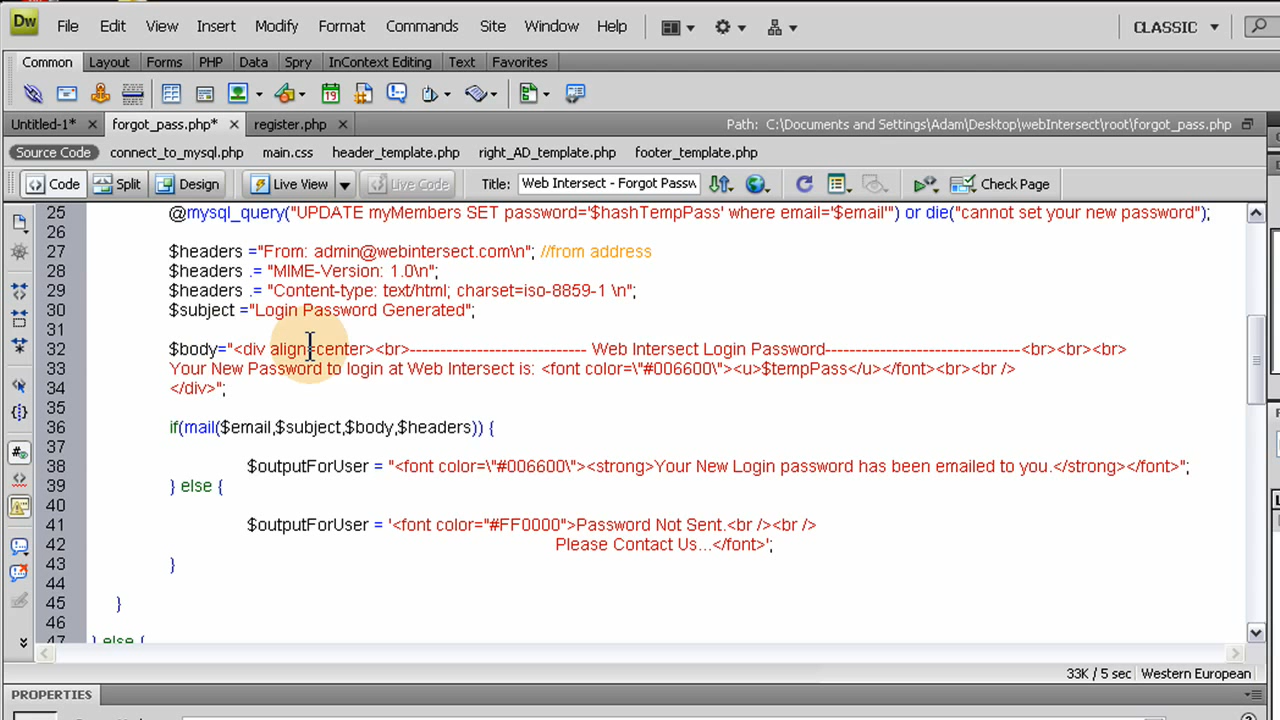 Dw File Edit View Insert Modify Format Commands Site Window Help CLASSIC
Common Layout Forms PHP Data Spry InContext Editing Text Favorites
19
Untitled-1* forgot_pass.php* register.php Path: C:\Documents and Settings\Adam\Desktop\webIntersect\root\forgot_pass.php
Source Code connect_to_mysql.php main.css header_template.php right_AD_template.php footer_template.php
Code Split Design Live View Live Code Title: Web Intersect - Forgot Passw Check Page
25 @mysql_query("UPDATE myMembers SET password='$hashTempPass' where email='$email'") or die("cannot set your new password");
26
27 $headers ="From: admin@webintersect.com\n"; //from address
28 $headers .= "MIME-Version: 1.0\n";
29 $headers .= "Content-type: text/html; charset=iso-8859-1 \n";
30 $subject ="Login Password Generated";
31
32 $body="<div align=center><br>----------------------------- Web Intersect Login Password--------------------------------<br><br><br>
33 Your New Password to login at Web Intersect is: <font color=\"#006600\"><u>$tempPass</u></font><br><br />
34 </div>";
35
36 if(mail($email,$subject,$body,$headers)) {
37
38 $outputForUser = "<font color=\"#006600\"><strong>Your New Login password has been emailed to you.</strong></font>";
39 } else {
40
41 $outputForUser = '<font color="#FF0000">Password Not Sent.<br /><br />
42 Please Contact Us...</font>';
43 }
44
45 }
46
47 } else {
33K / 5 sec Western European
PROPERTIES